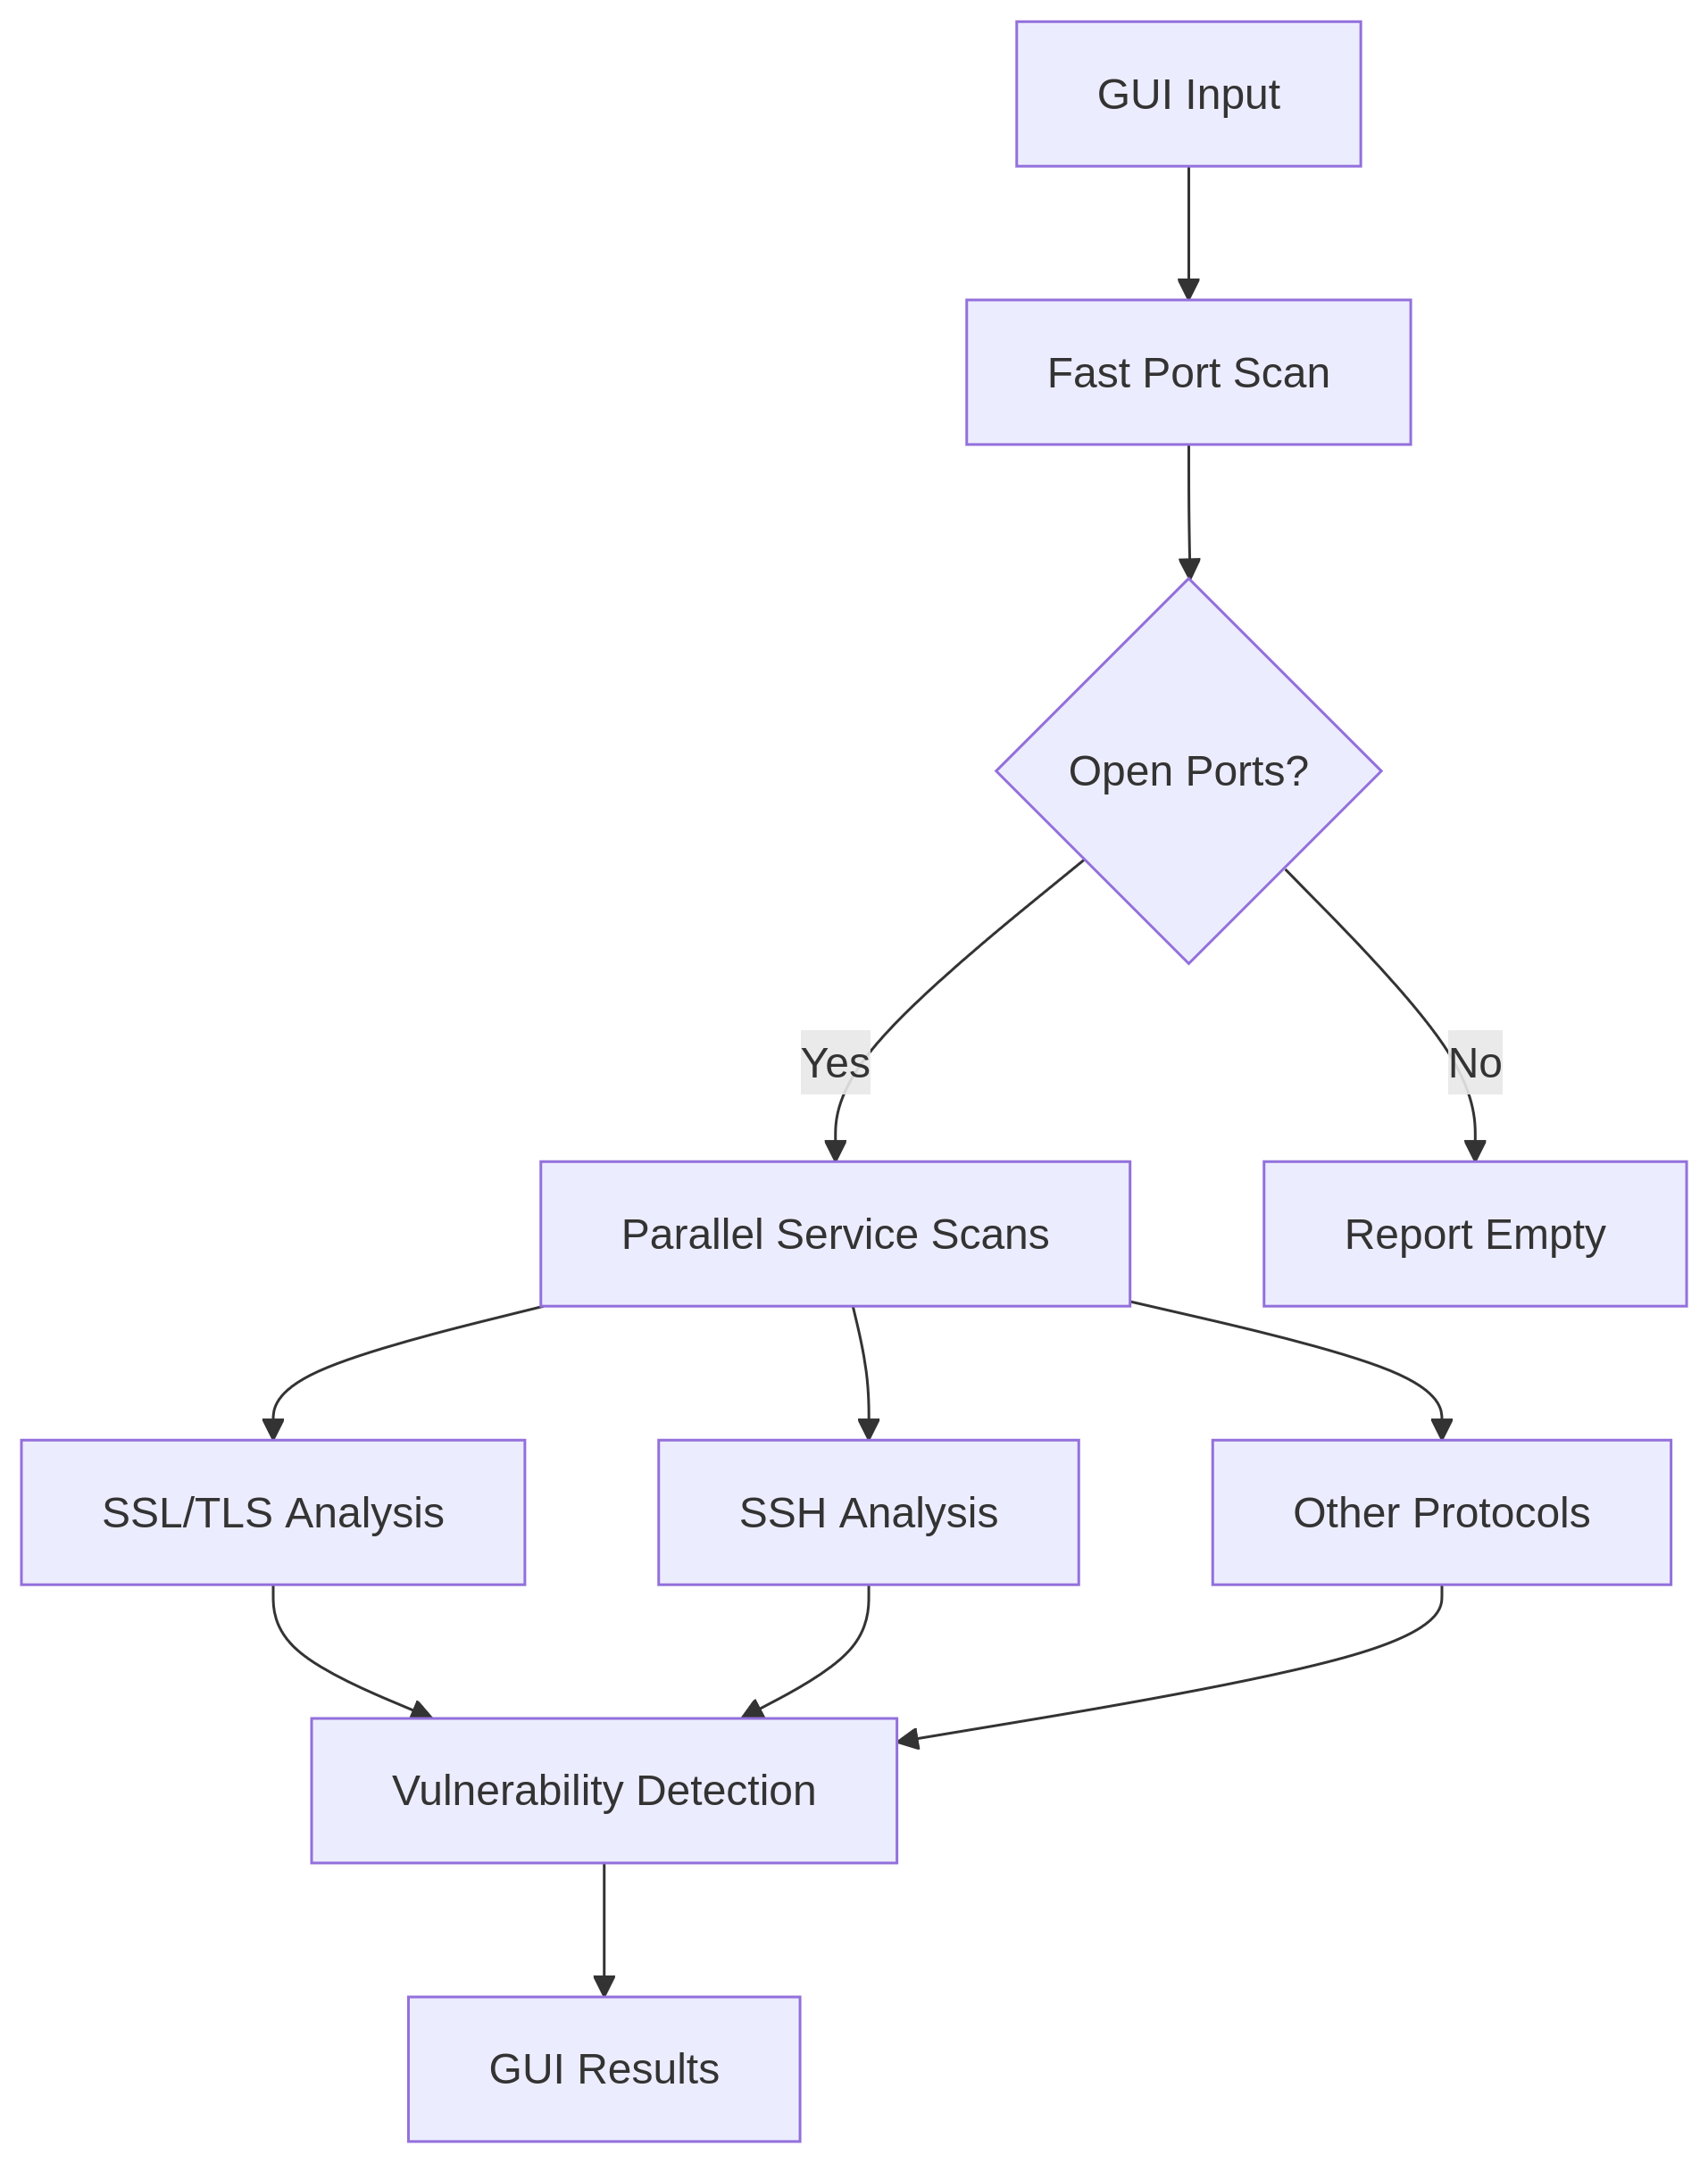 GUI Input
Fast Port Scan
Open Ports?
Yes
No
Parallel Service Scans
Report Empty
SSL/TLS Analysis
SSH Analysis
Other Protocols
Vulnerability Detection
GUI Results